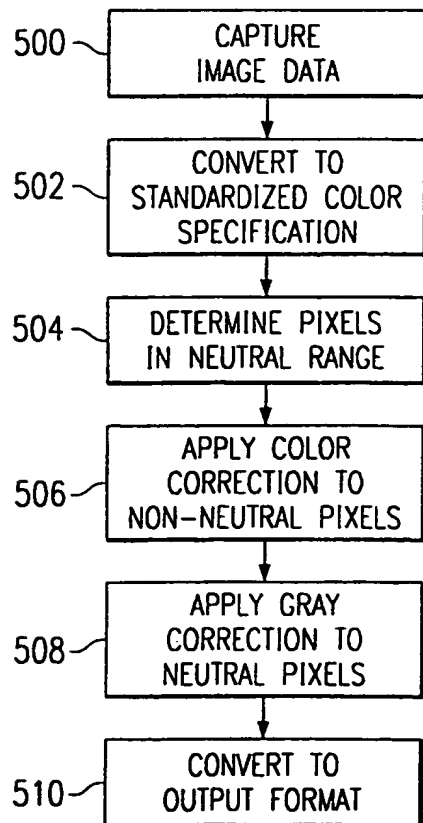 500
CAPTURE
IMAGE DATA
502
CONVERT TO
STANDARDIZED COLOR
SPECIFICATION
504
DETERMINE PIXELS
IN NEUTRAL RANGE
506
APPLY COLOR
CORRECTION TO
NON-NEUTRAL PIXELS
508
APPLY GRAY
CORRECTION TO
NEUTRAL PIXELS
510
CONVERT TO
OUTPUT FORMAT